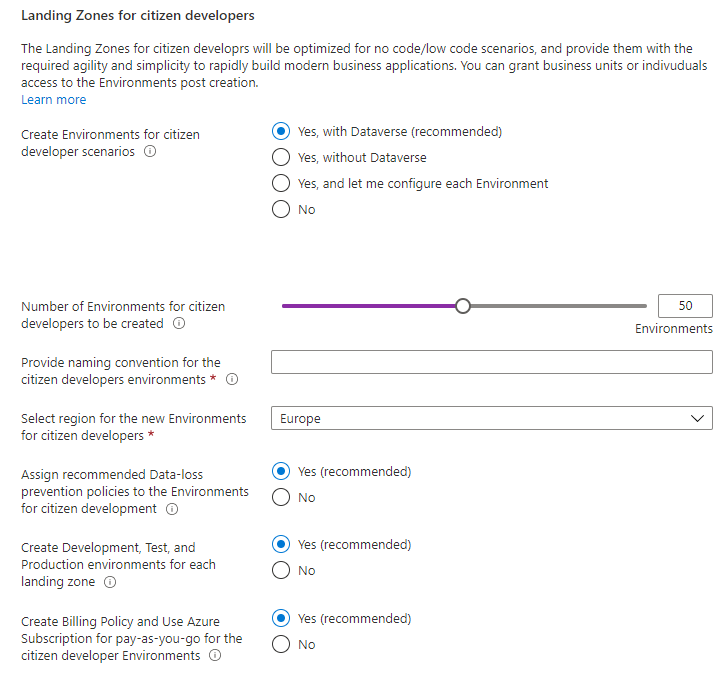 Landing Zones for citizen developers
The Landing Zones for citizen developrs will be optimized for no code/low code scenarios, and provide them with the
required agility and simplicity to rapidly build modern business applications. You can grant business units or indivuduals
access to the Environments post creation.
Learn more
Create Environments for citizen
developer scenarios
Yes, with Dataverse (recommended)
Yes, without Dataverse
Yes, and let me configure each Environment
No
Number of Environments for citizen
developers to be created
50
Environments
Provide naming convention for the
citizen developers environments *
Select region for the new Environments
for citizen developers *
Europe
Assign recommended Data-loss
prevention policies to the Environments
for citizen development
Yes (recommended)
No
Create Development, Test, and
Production environments for each
landing zone
Yes (recommended)
No
Create Billing Policy and Use Azure
Subscription for pay-as-you-go for the
citizen developer Environments
Yes (recommended)
No